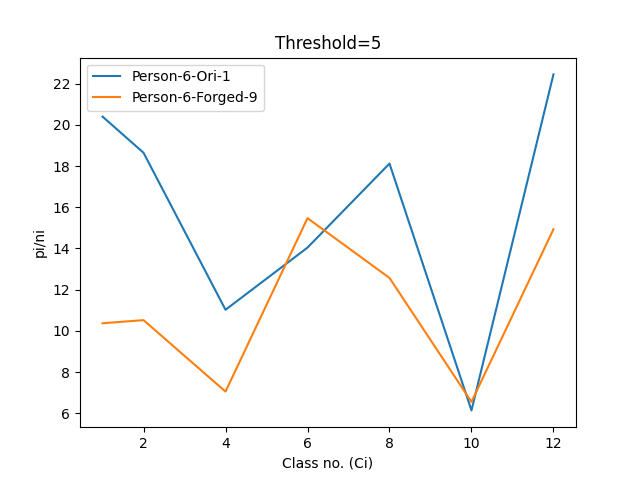 Threshold=5
Person-6-Ori-1
Person-6-Forged-9
pi/ni
22
20
18
16
14
12
10
8
6
2 4 6 8 10 12
Class no. (Ci)